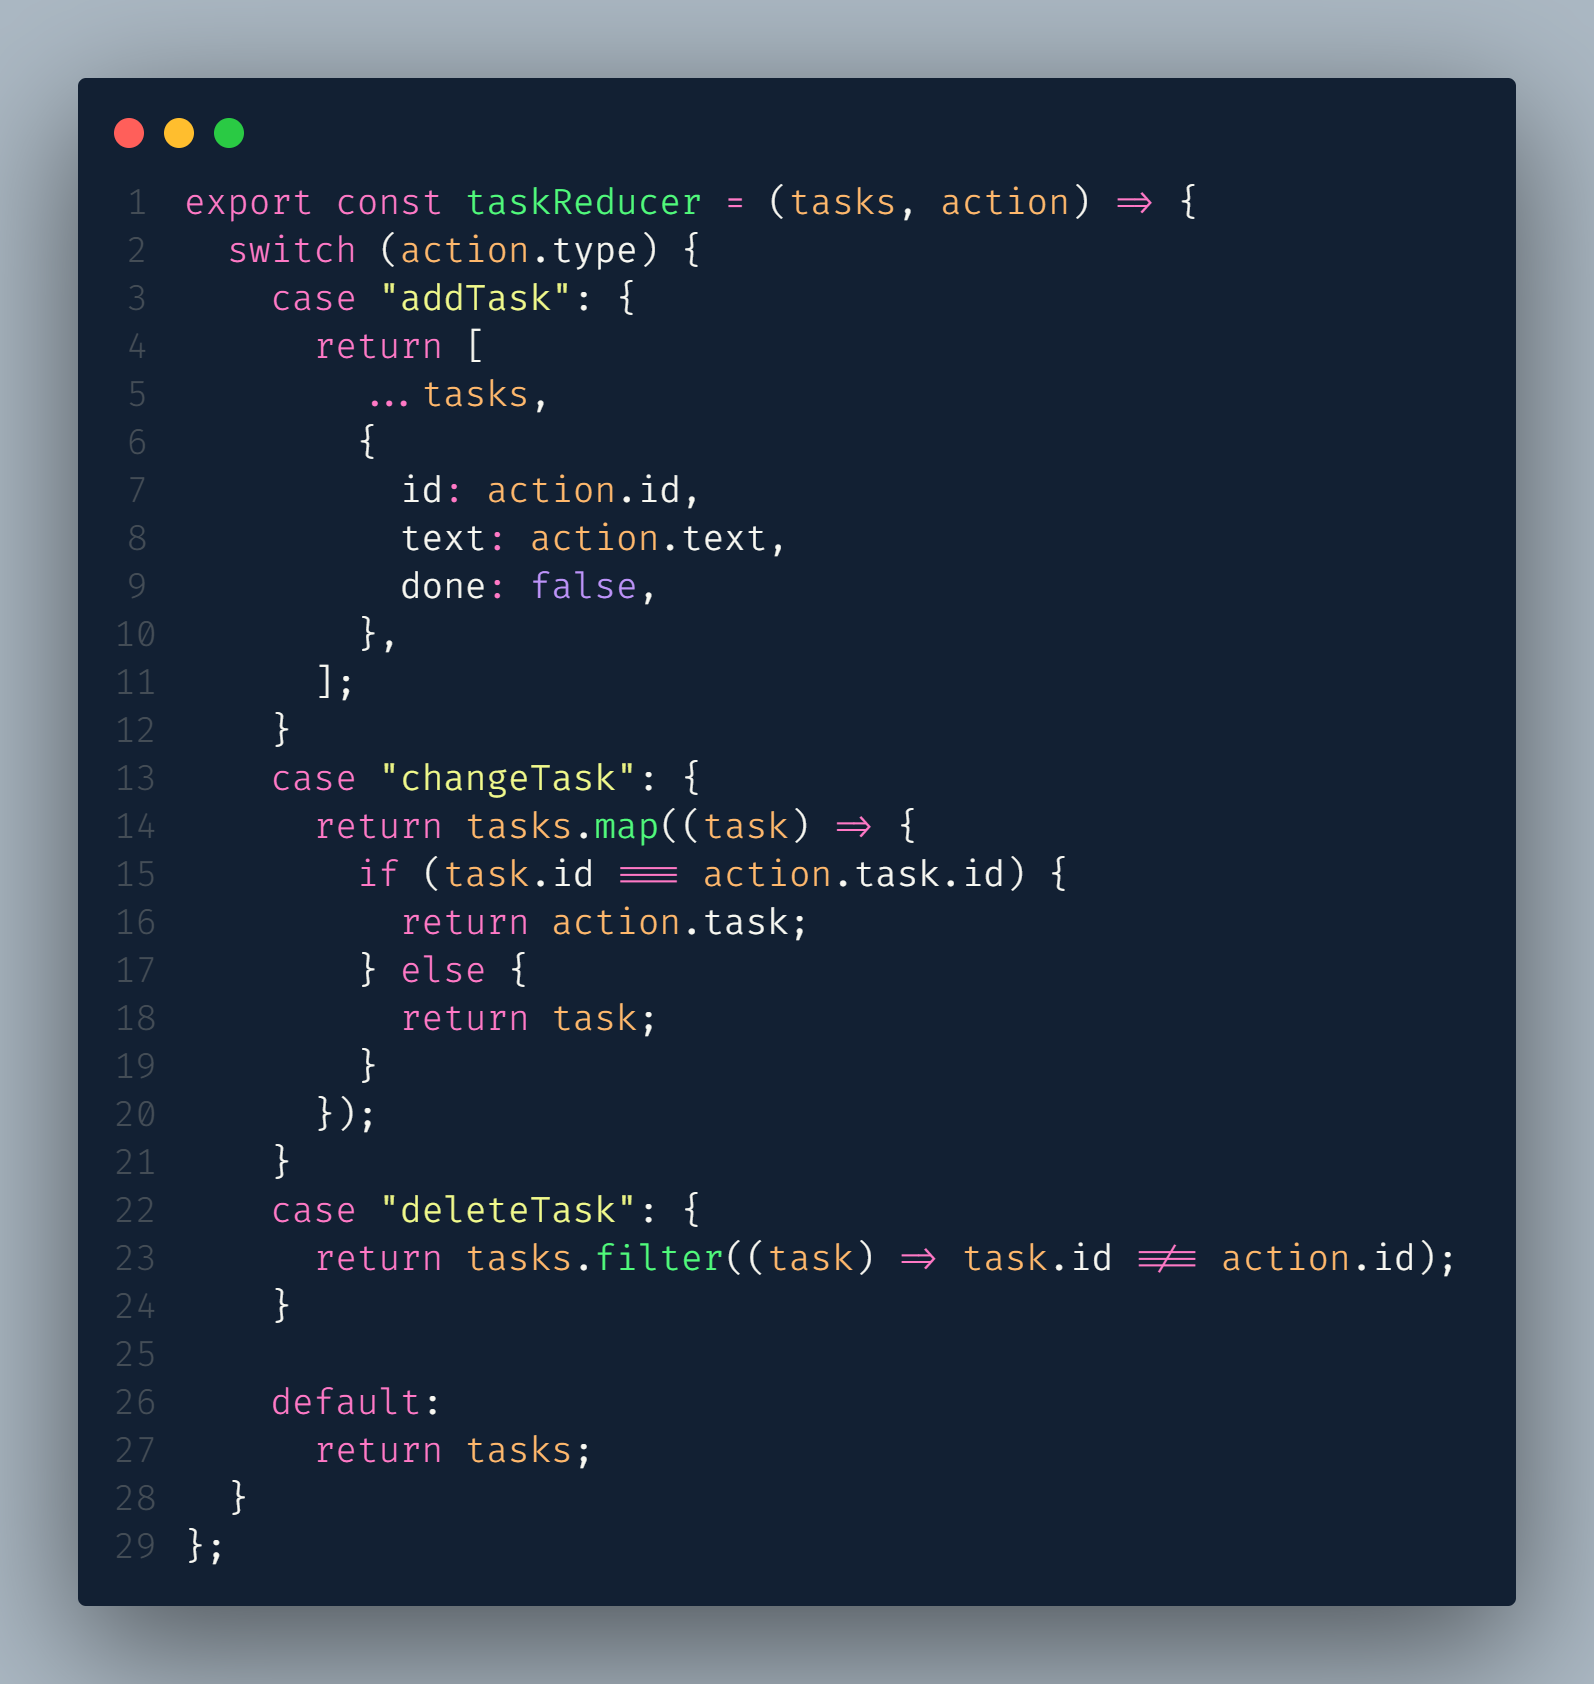 1 export const taskReducer = (tasks, action) => {
2   switch (action.type) {
3     case "addTask": {
4       return [
5         ...tasks,
6         {
7           id: action.id,
8           text: action.text,
9           done: false,
10         },
11       ];
12     }
13     case "changeTask": {
14       return tasks.map((task) => {
15         if (task.id === action.task.id) {
16           return action.task;
17         } else {
18           return task;
19         }
20       });
21     }
22     case "deleteTask": {
23       return tasks.filter((task) => task.id !== action.id);
24     }
25
26     default:
27       return tasks;
28   }
29 };